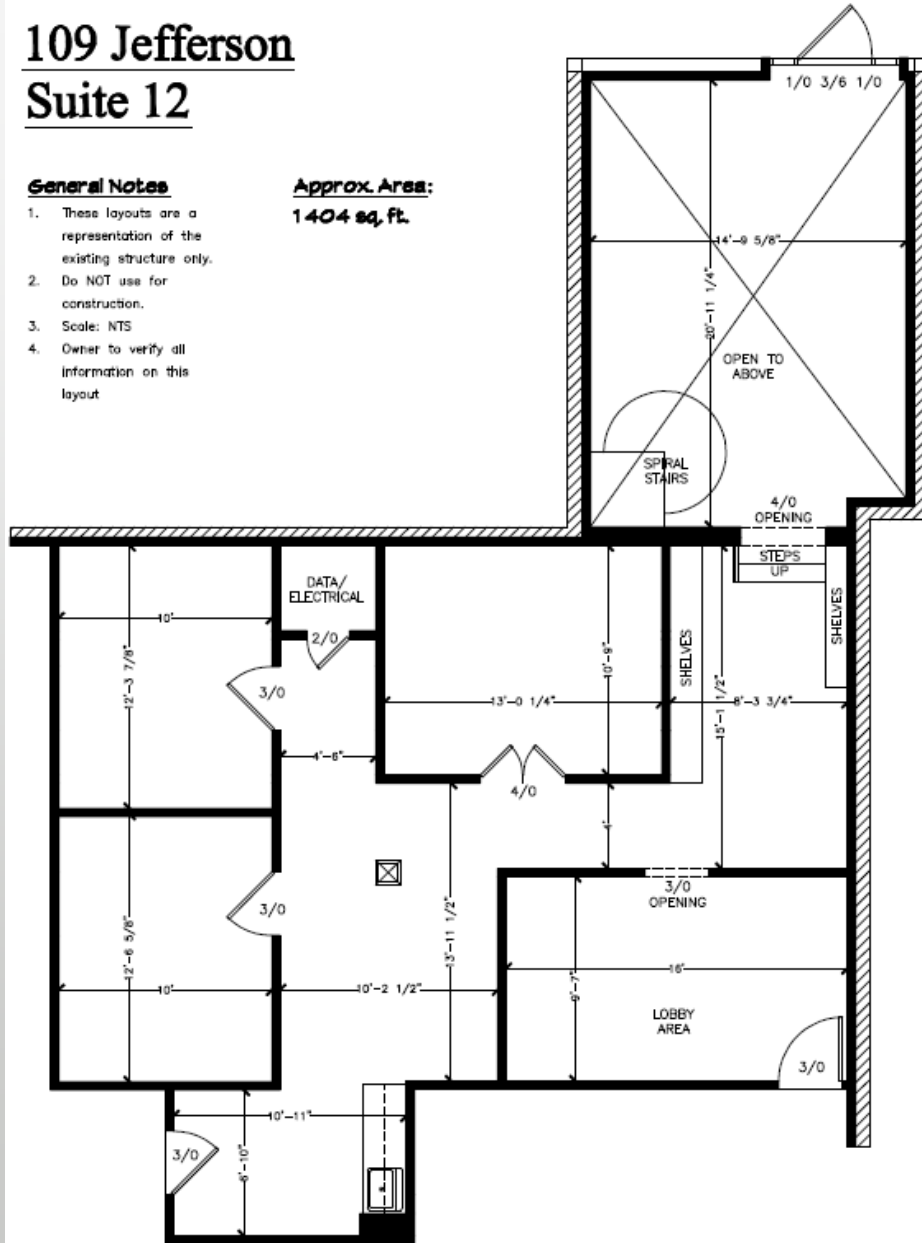 109 Jefferson
Suite 12
General Notes
1. These layouts are a
representation of the
existing structure only.
2. Do NOT use for
construction.
3. Scale: NTS
4. Owner to verify all
information on this
layout
Approx. Area:
1404 sq. ft.
1/0 3/6 1/0
14'-9 5/8"
20'-11 1/4"
OPEN TO
ABOVE
SPIRAL
STAIRS
4/0
OPENING
STEPS
UP
SHELVES
SHELVES
DATA/
ELECTRICAL
2/0
10'
12'-3 7/8"
3/0
4'-6"
13'-0 1/4"
10'-9"
4/0
8'-3 3/4"
15'-1 1/2"
4'
3/0
OPENING
3/0
12'-6 5/8"
10'
10'-2 1/2"
13'-11 1/2"
16'
9'-7"
LOBBY
AREA
3/0
10'-11"
3/0
6'-10"